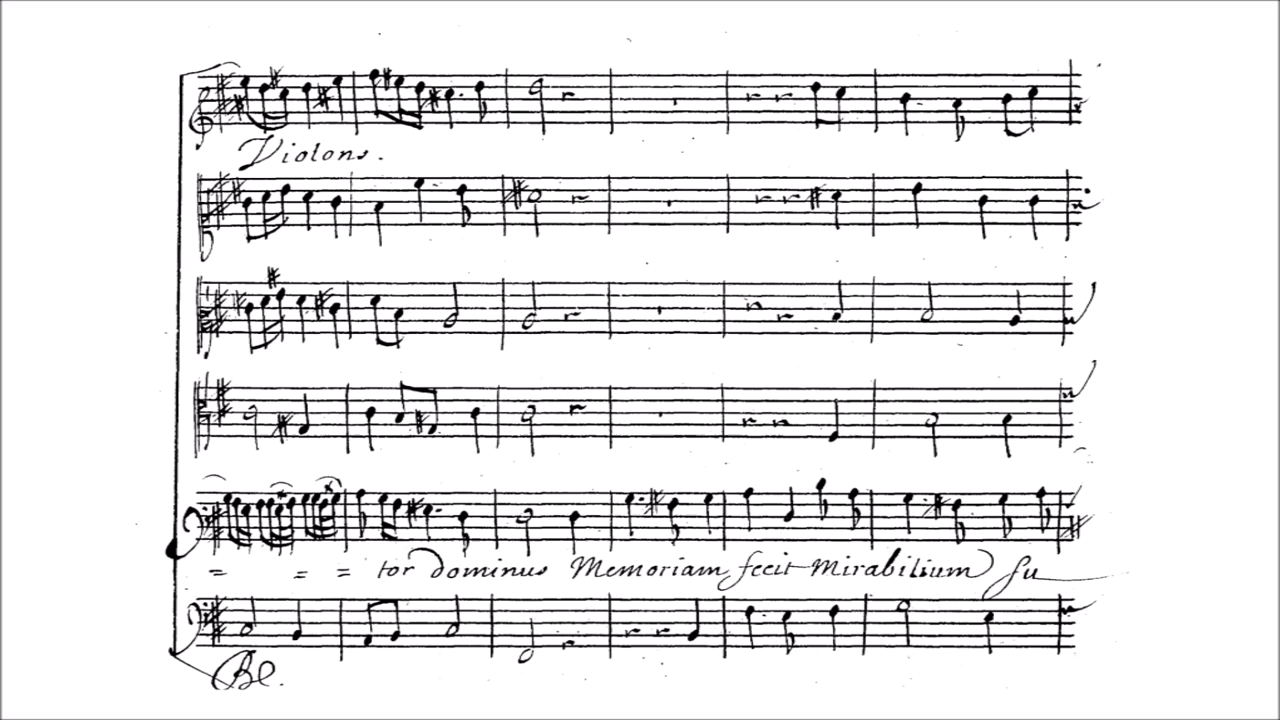 Violons.
= = = tor dominus Memoriam fecit Mirabilium su
BC.